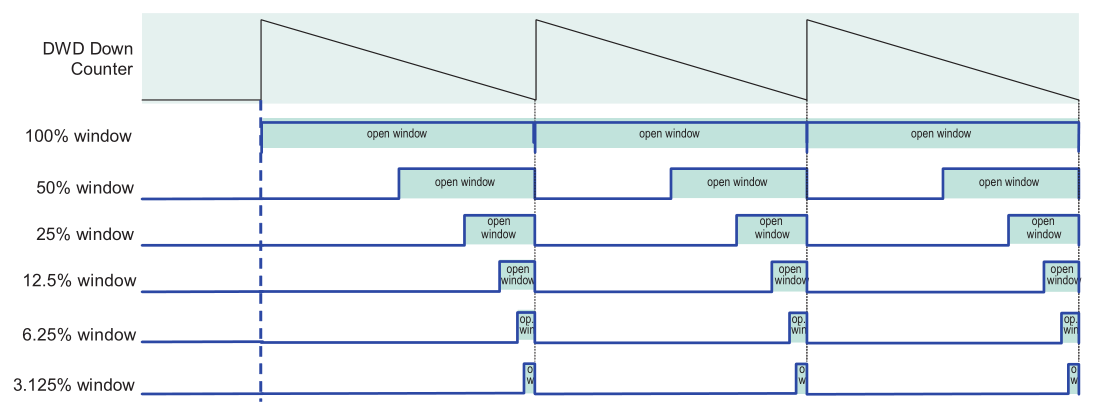 DWD Down
Counter
100% window
open window
open window
open window
50% window
open window
open window
open window
25% window
open
window
open
window
open
window
12.5% window
open
window
open
window
open
window
6.25% window
op.
win
op.
win
op.
win
3.125% window
o
w
o
w
o
w